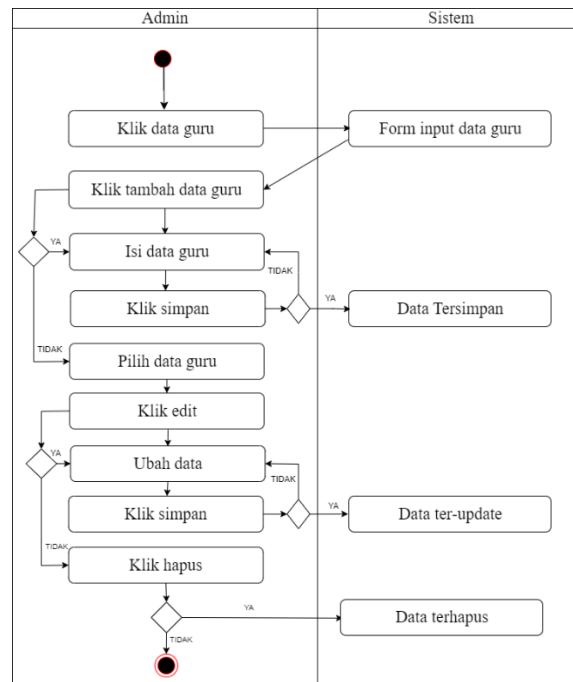 Admin
Sistem
Klik data guru
Form input data guru
Klik tambah data guru
YA
Isi data guru
TIDAK
Klik simpan
YA
Data Tersimpan
TIDAK
Pilih data guru
Klik edit
YA
Ubah data
TIDAK
Klik simpan
YA
Data ter-update
TIDAK
Klik hapus
YA
Data terhapus
TIDAK